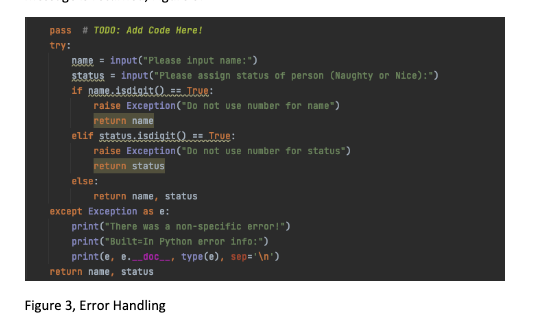 pass  # TODO: Add Code Here!
try:
    name = input("Please input name:")
    status = input("Please assign status of person (Naughty or Nice):")
    if name.isdigit() == True:
        raise Exception("Do not use number for name")
        return name
    elif status.isdigit() == True:
        raise Exception("Do not use number for status")
        return status
    else:
        return name, status
except Exception as e:
    print("There was a non-specific error!")
    print("Built-In Python error info:")
    print(e, e.__doc__, type(e), sep='\n')
return name, status
Figure 3, Error Handling